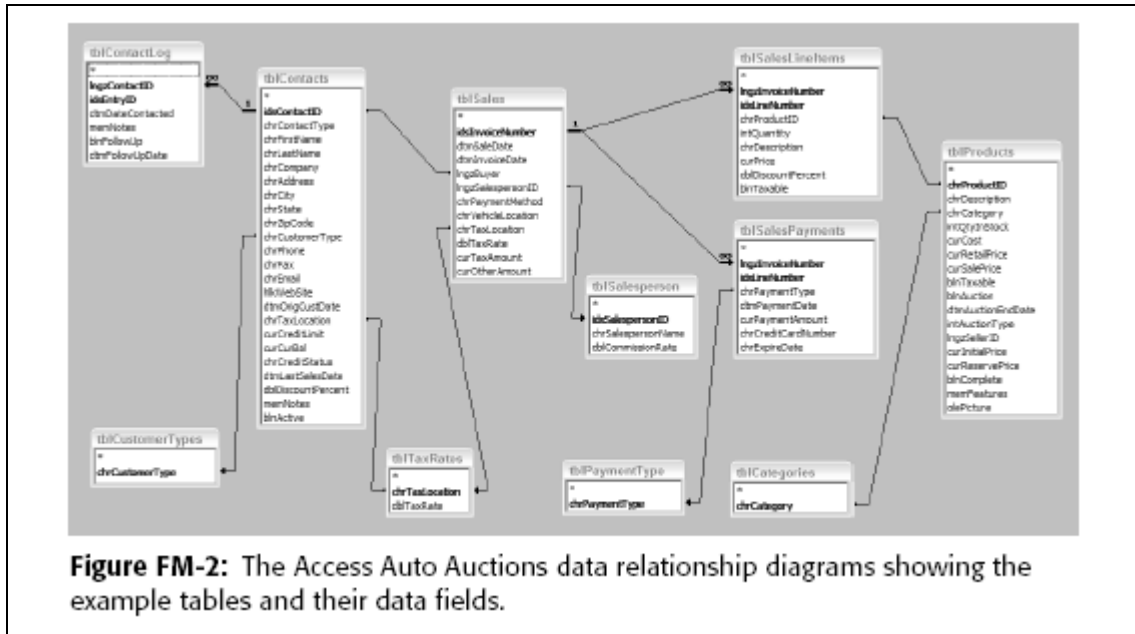 tblContactLog
*
lngzContactID
idsEntryID
dtmDateContacted
memNotes
blnFollowUp
dtmFollowUpDate
∞
1
tblContacts
*
idsContactID
chrContactType
chrFirstName
chrLastName
chrCompany
chrAddress
chrCity
chrState
chrZipCode
chrCustomerType
chrPhone
chrFax
chrEmail
hlkWebSite
dtmOrigCustDate
chrTaxLocation
curCreditLimit
curCurBal
chrCreditStatus
dtmLastSalesDate
dblDiscountPercent
memNotes
blnActive
tblSales
*
idsInvoiceNumber
dtmSaleDate
dtmInvoiceDate
lngzBuyer
lngzSalespersonID
chrPaymentMethod
chrVehicleLocation
chrTaxLocation
dblTaxRate
curTaxAmount
curOtherAmount
1
∞
∞
tblSalesLineItems
*
lngzInvoiceNumber
idsLineNumber
chrProductID
intQuantity
chrDescription
curPrice
dblDiscountPercent
blnTaxable
tblProducts
*
chrProductID
chrDescription
chrCategory
intQtyInStock
curCost
curRetailPrice
curSalePrice
blnTaxable
blnAuction
dtmAuctionEndDate
intAuctionType
lngzSellerID
curInitialPrice
curReservePrice
blnComplete
memFeatures
olePicture
tblSalesPayments
*
lngzInvoiceNumber
idsLineNumber
chrPaymentType
dtmPaymentDate
curPaymentAmount
chrCreditCardNumber
chrExpireDate
tblSalesperson
*
idsSalespersonID
chrSalespersonName
dblCommissionRate
tblCustomerTypes
*
chrCustomerType
tblTaxRates
*
chrTaxLocation
dblTaxRate
tblPaymentType
*
chrPaymentType
tblCategories
*
chrCategory
Figure FM-2: The Access Auto Auctions data relationship diagrams showing the
example tables and their data fields.